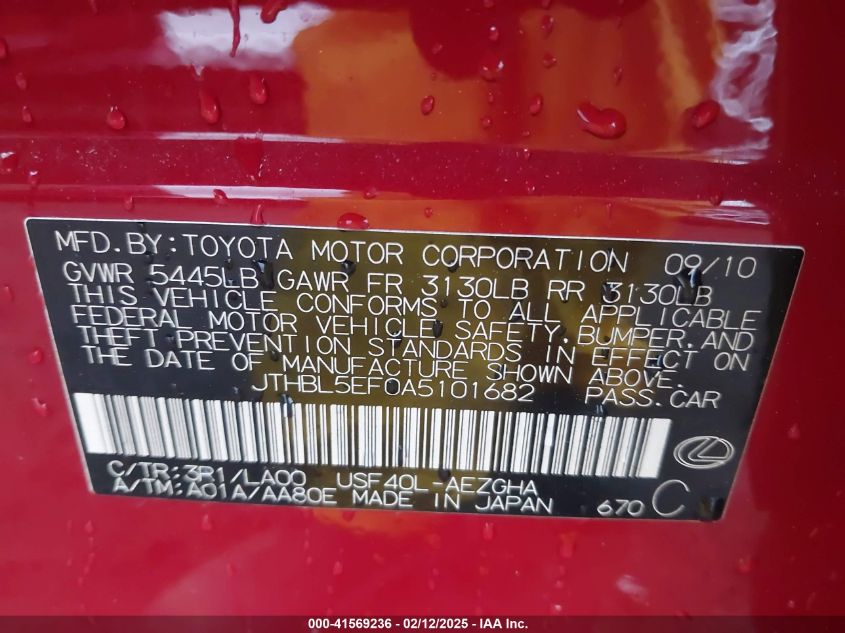 MFD. BY: TOYOTA MOTOR CORPORATION 09/10
GVWR 5445LB GAWR FR 3130LB RR 3130LB
THIS VEHICLE CONFORMS TO ALL APPLICABLE
FEDERAL MOTOR VEHICLE SAFETY, BUMPER, AND
THEFT PREVENTION STANDARDS IN EFFECT ON
THE DATE OF MANUFACTURE SHOWN ABOVE.
JTHBL5EF0A5101682 PASS. CAR
C/TR: 3R1/LA00 USF40L-AEZGHA
A/TM: A01A/AA80E MADE IN JAPAN 670 C
000-41569236 - 02/12/2025 - IAA Inc.